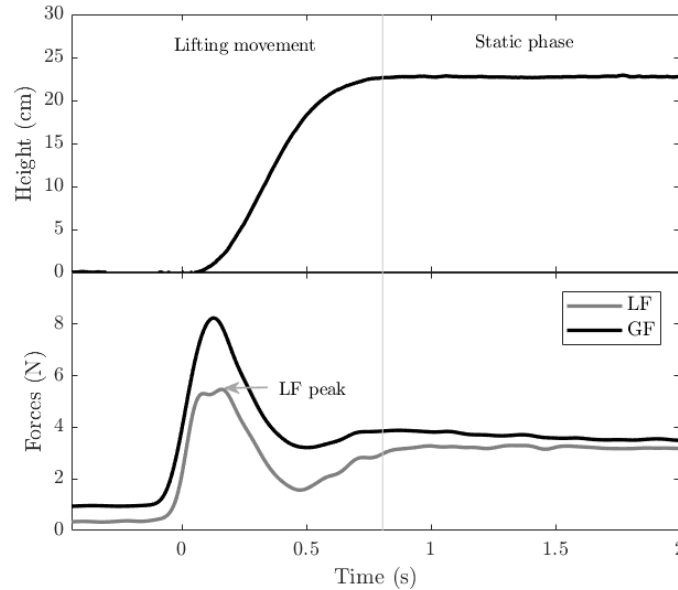 30
Lifting movement
Static phase
25
20
15
10
5
0
Height (cm)
LF
GF
8
6
LF peak
4
2
0
Forces (N)
0
0.5
1
1.5
2
Time (s)